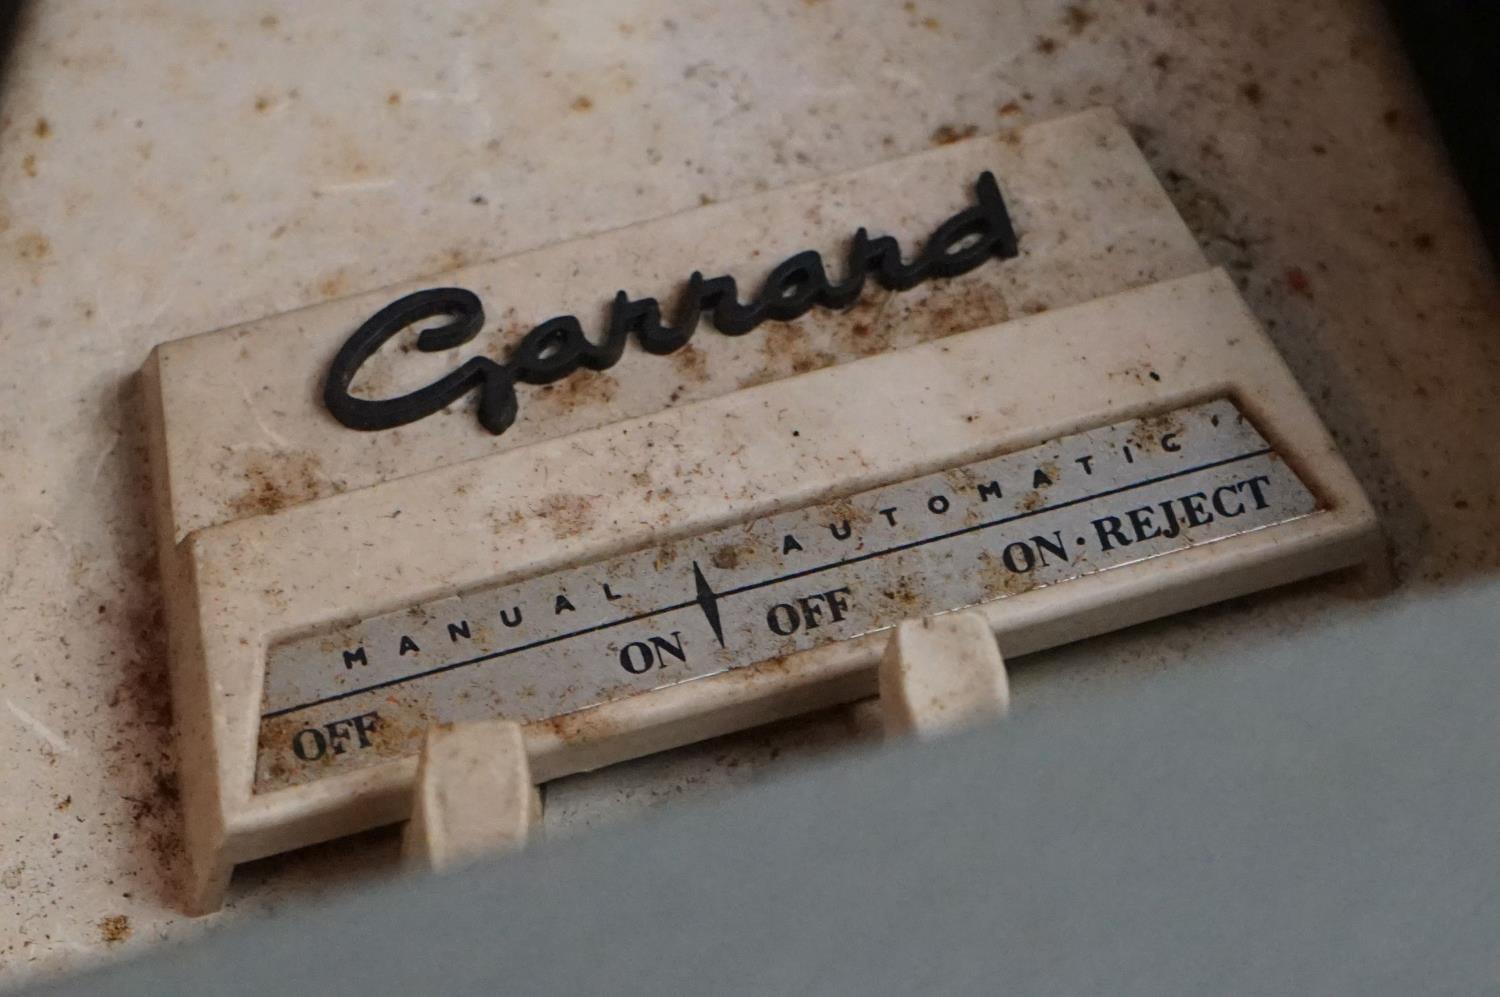 Garrard
MANUAL AUTOMATIC
OFF ON OFF ON·REJECT